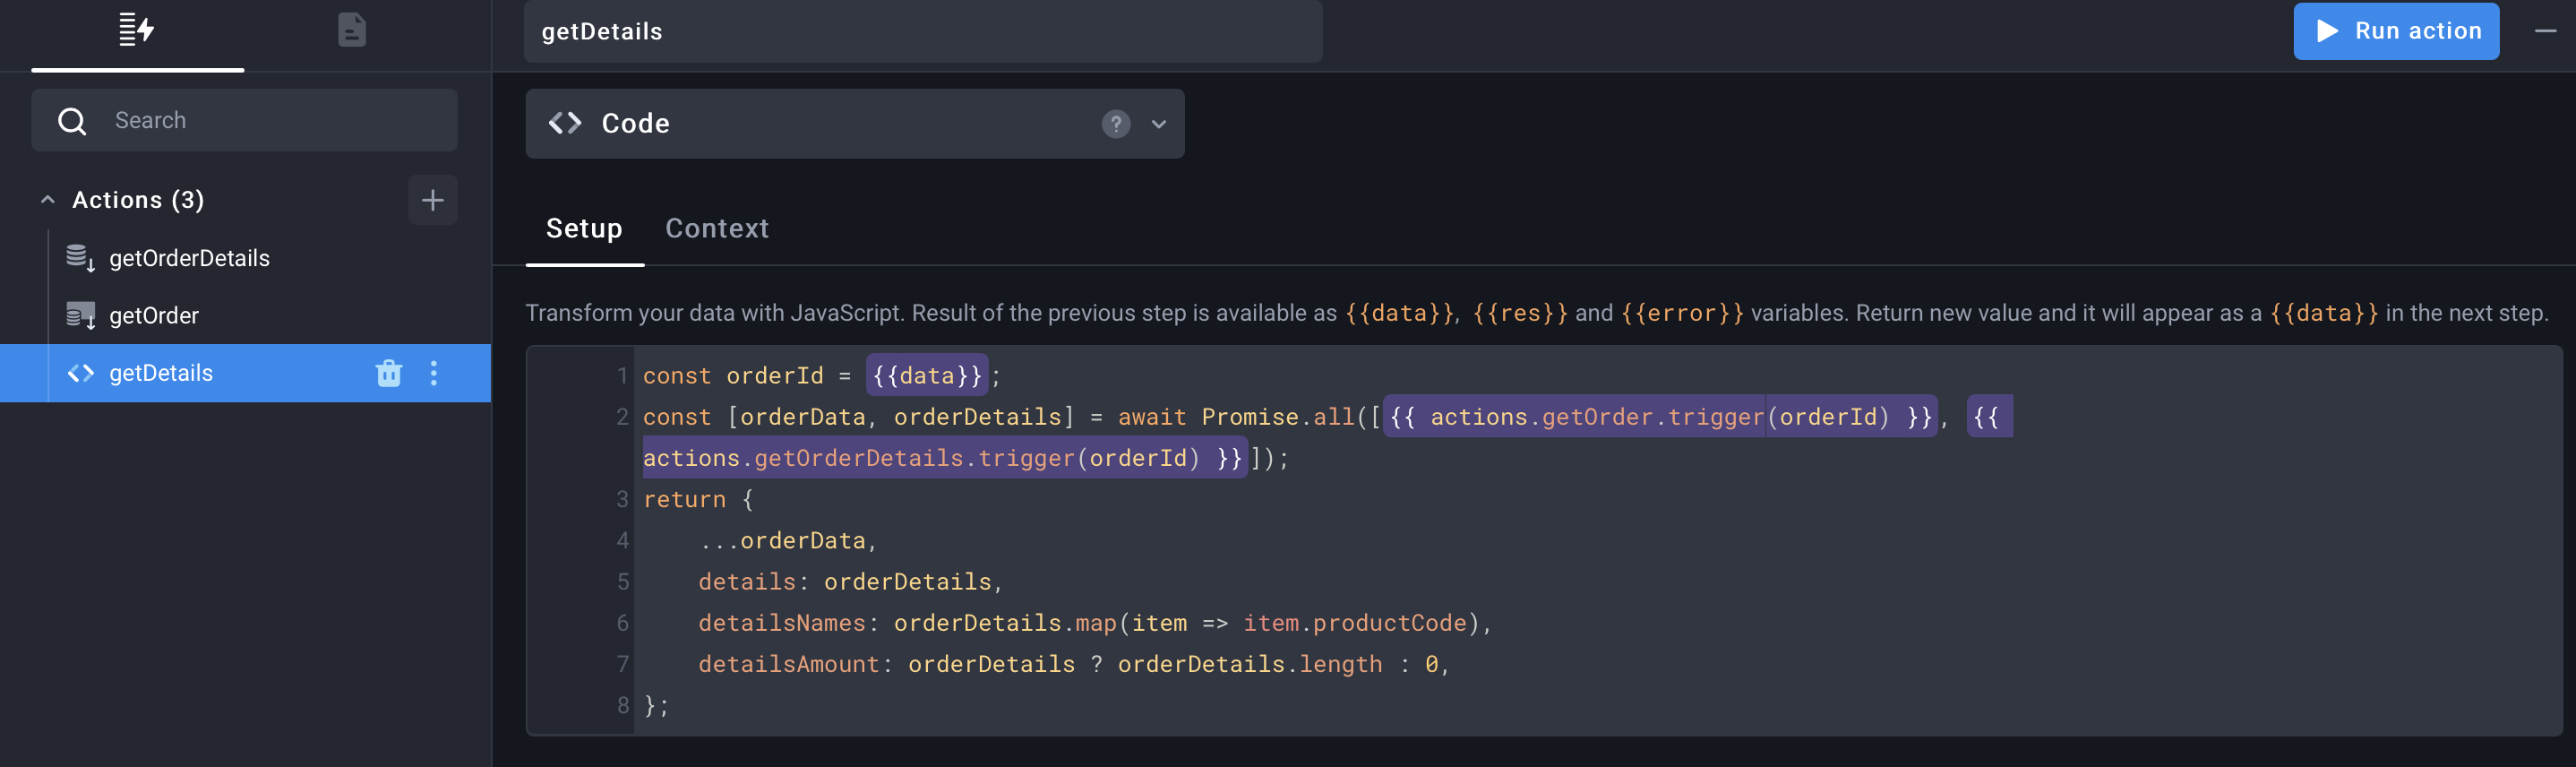 getDetails
Run action
Search
Code
?
Actions (3)
Setup Context
getOrderDetails
getOrder
getDetails
Transform your data with JavaScript. Result of the previous step is available as {{data}}, {{res}} and {{error}} variables. Return new value and it will appear as a {{data}} in the next step.
1 const orderId = {{data}};
2 const [orderData, orderDetails] = await Promise.all([{{ actions.getOrder.trigger(orderId) }}, {{
actions.getOrderDetails.trigger(orderId) }}]);
3 return {
4 ...orderData,
5 details: orderDetails,
6 detailsNames: orderDetails.map(item => item.productCode),
7 detailsAmount: orderDetails ? orderDetails.length : 0,
8 };